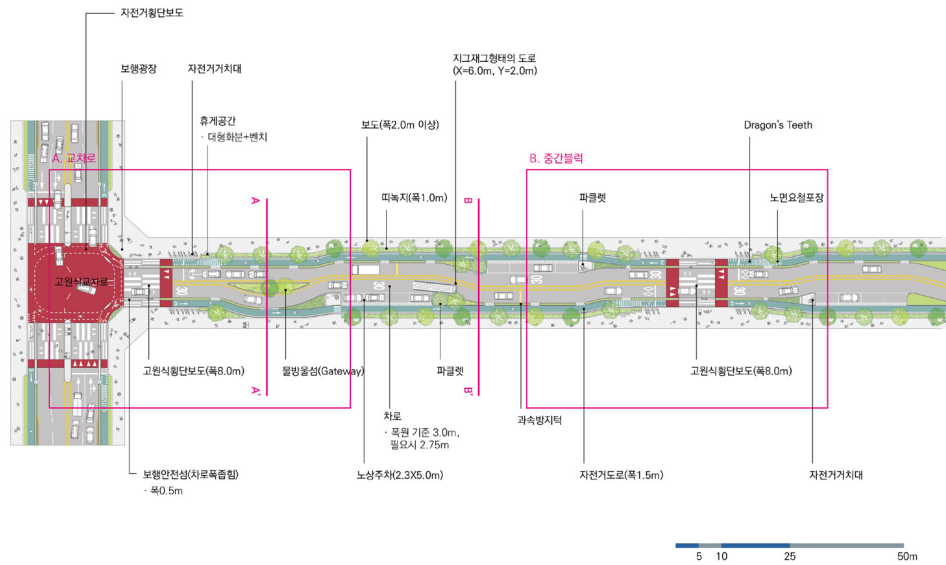 자전거횡단보도
보행광장
자전거거치대
지그재그형태의 도로
(X=6.0m, Y=2.0m)
휴게공간
· 대형화분+벤치
보도(폭2.0m 이상)
Dragon's Teeth
A. 교차로
B. 중간블럭
A
띠녹지(폭1.0m)
B
파클렛
노면요철포장
고원식교차로
30
30
30
30
고원식횡단보도(폭8.0m)
물방울섬(Gateway)
파클렛
고원식횡단보도(폭8.0m)
A'
B'
차로
· 폭원 기준 3.0m,
필요시 2.75m
과속방지턱
보행안전섬(차로폭좁힘)
· 폭0.5m
노상주차(2.3X5.0m)
자전거도로(폭1.5m)
자전거거치대
5 10 25 50m